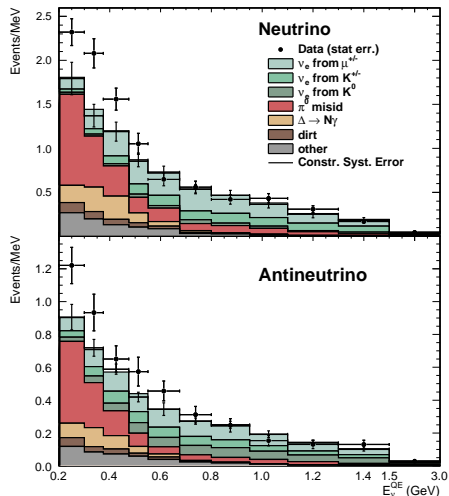 Neutrino
Events/MeV
Data (stat err.)
νe from μ+/-
νe from K+/-
νe from K0
π0 misid
Δ → Nγ
dirt
other
Constr. Syst. Error
2.5
2.0
1.5
1.0
0.5
Antineutrino
Events/MeV
1.2
1.0
0.8
0.6
0.4
0.2
0.0
0.2 0.4 0.6 0.8 1.0 1.2 1.4 1.5 3.0
EνQE (GeV)